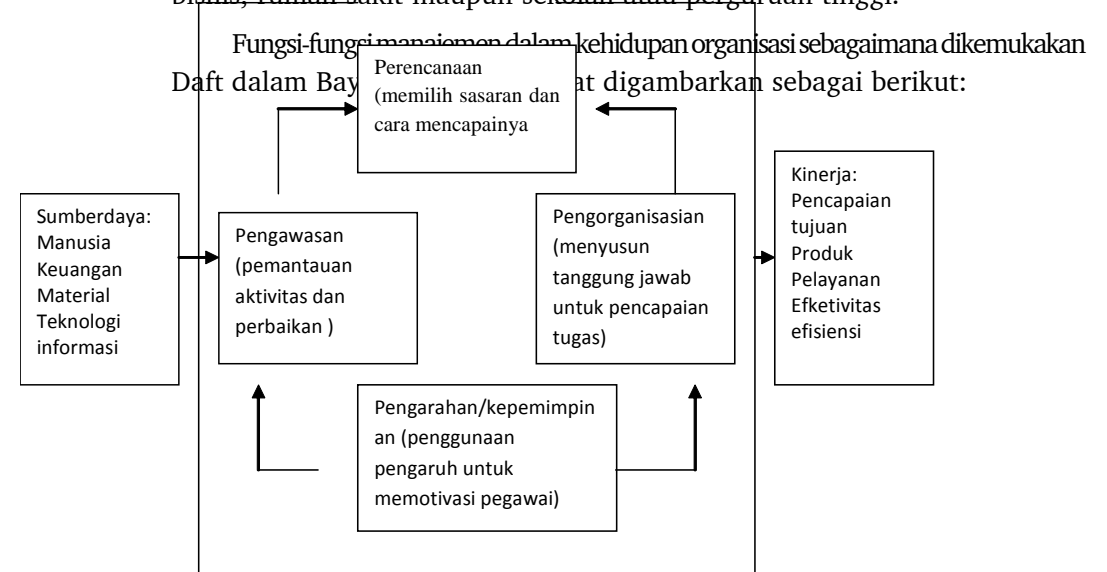 Fungsi-fungsi manajemen dalam kehidupan organisasi sebagaimana dikemukakan
Daft dalam Bay at digambarkan sebagai berikut:
Perencanaan
(memilih sasaran dan
cara mencapainya
Sumberdaya:
Manusia
Keuangan
Material
Teknologi
informasi
Pengawasan
(pemantauan
aktivitas dan
perbaikan )
Pengorganisasian
(menyusun
tanggung jawab
untuk pencapaian
tugas)
Kinerja:
Pencapaian
tujuan
Produk
Pelayanan
Efketivitas
efisiensi
Pengarahan/kepemimpin
an (penggunaan
pengaruh untuk
memotivasi pegawai)